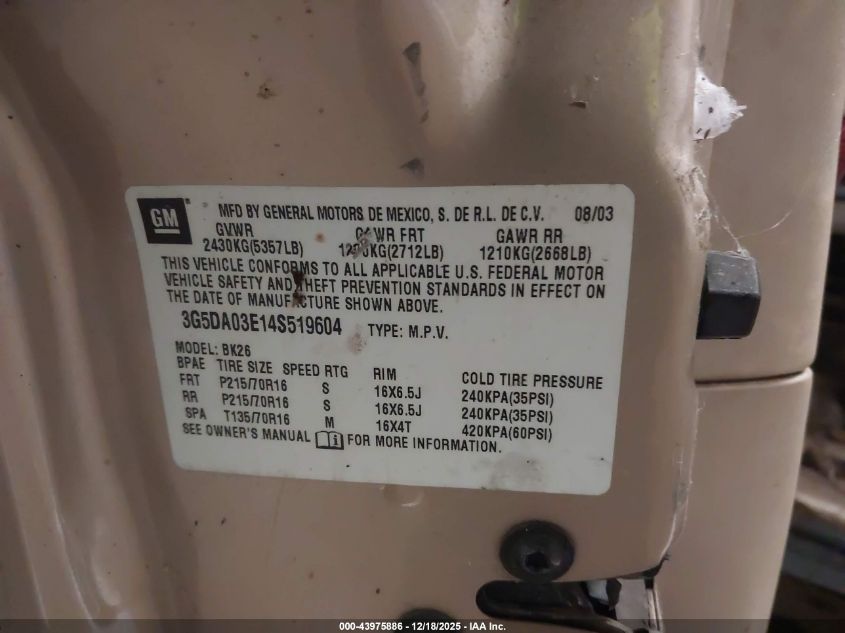 GM
MFD BY GENERAL MOTORS DE MEXICO, S. DE R.L. DE C.V. 08/03
GVWR GAWR FRT GAWR RR
2430KG(5357LB) 1230KG(2712LB) 1210KG(2668LB)
THIS VEHICLE CONFORMS TO ALL APPLICABLE U.S. FEDERAL MOTOR
VEHICLE SAFETY AND THEFT PREVENTION STANDARDS IN EFFECT ON
THE DATE OF MANUFACTURE SHOWN ABOVE.
3G5DA03E14S519604 TYPE: M.P.V.
MODEL: BK26
BPAE TIRE SIZE SPEED RTG RIM COLD TIRE PRESSURE
FRT P215/70R16 S 16X6.5J 240KPA(35PSI)
RR P215/70R16 S 16X6.5J 240KPA(35PSI)
SPA T135/70R16 M 16X4T 420KPA(60PSI)
SEE OWNER'S MANUAL FOR MORE INFORMATION.
000-43975886 - 12/18/2025 - IAA Inc.